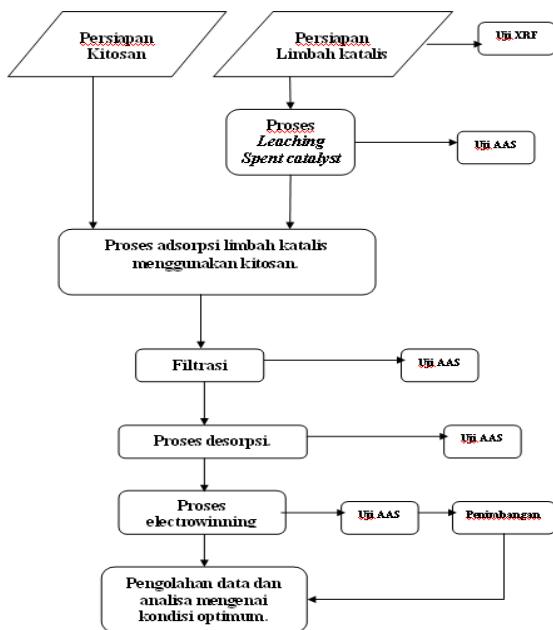 Persiapan
Kitosan
Persiapan
Limbah katalis
Uji XRF
Proses
Leaching
Spent catalyst
Uji AAS
Proses adsorpsi limbah katalis
menggunakan kitosan.
Filtrasi
Uji AAS
Proses desorpsi.
Uji AAS
Proses
electrowinning
Uji AAS
Penimbangan
Pengolahan data dan
analisa mengenai
kondisi optimum.